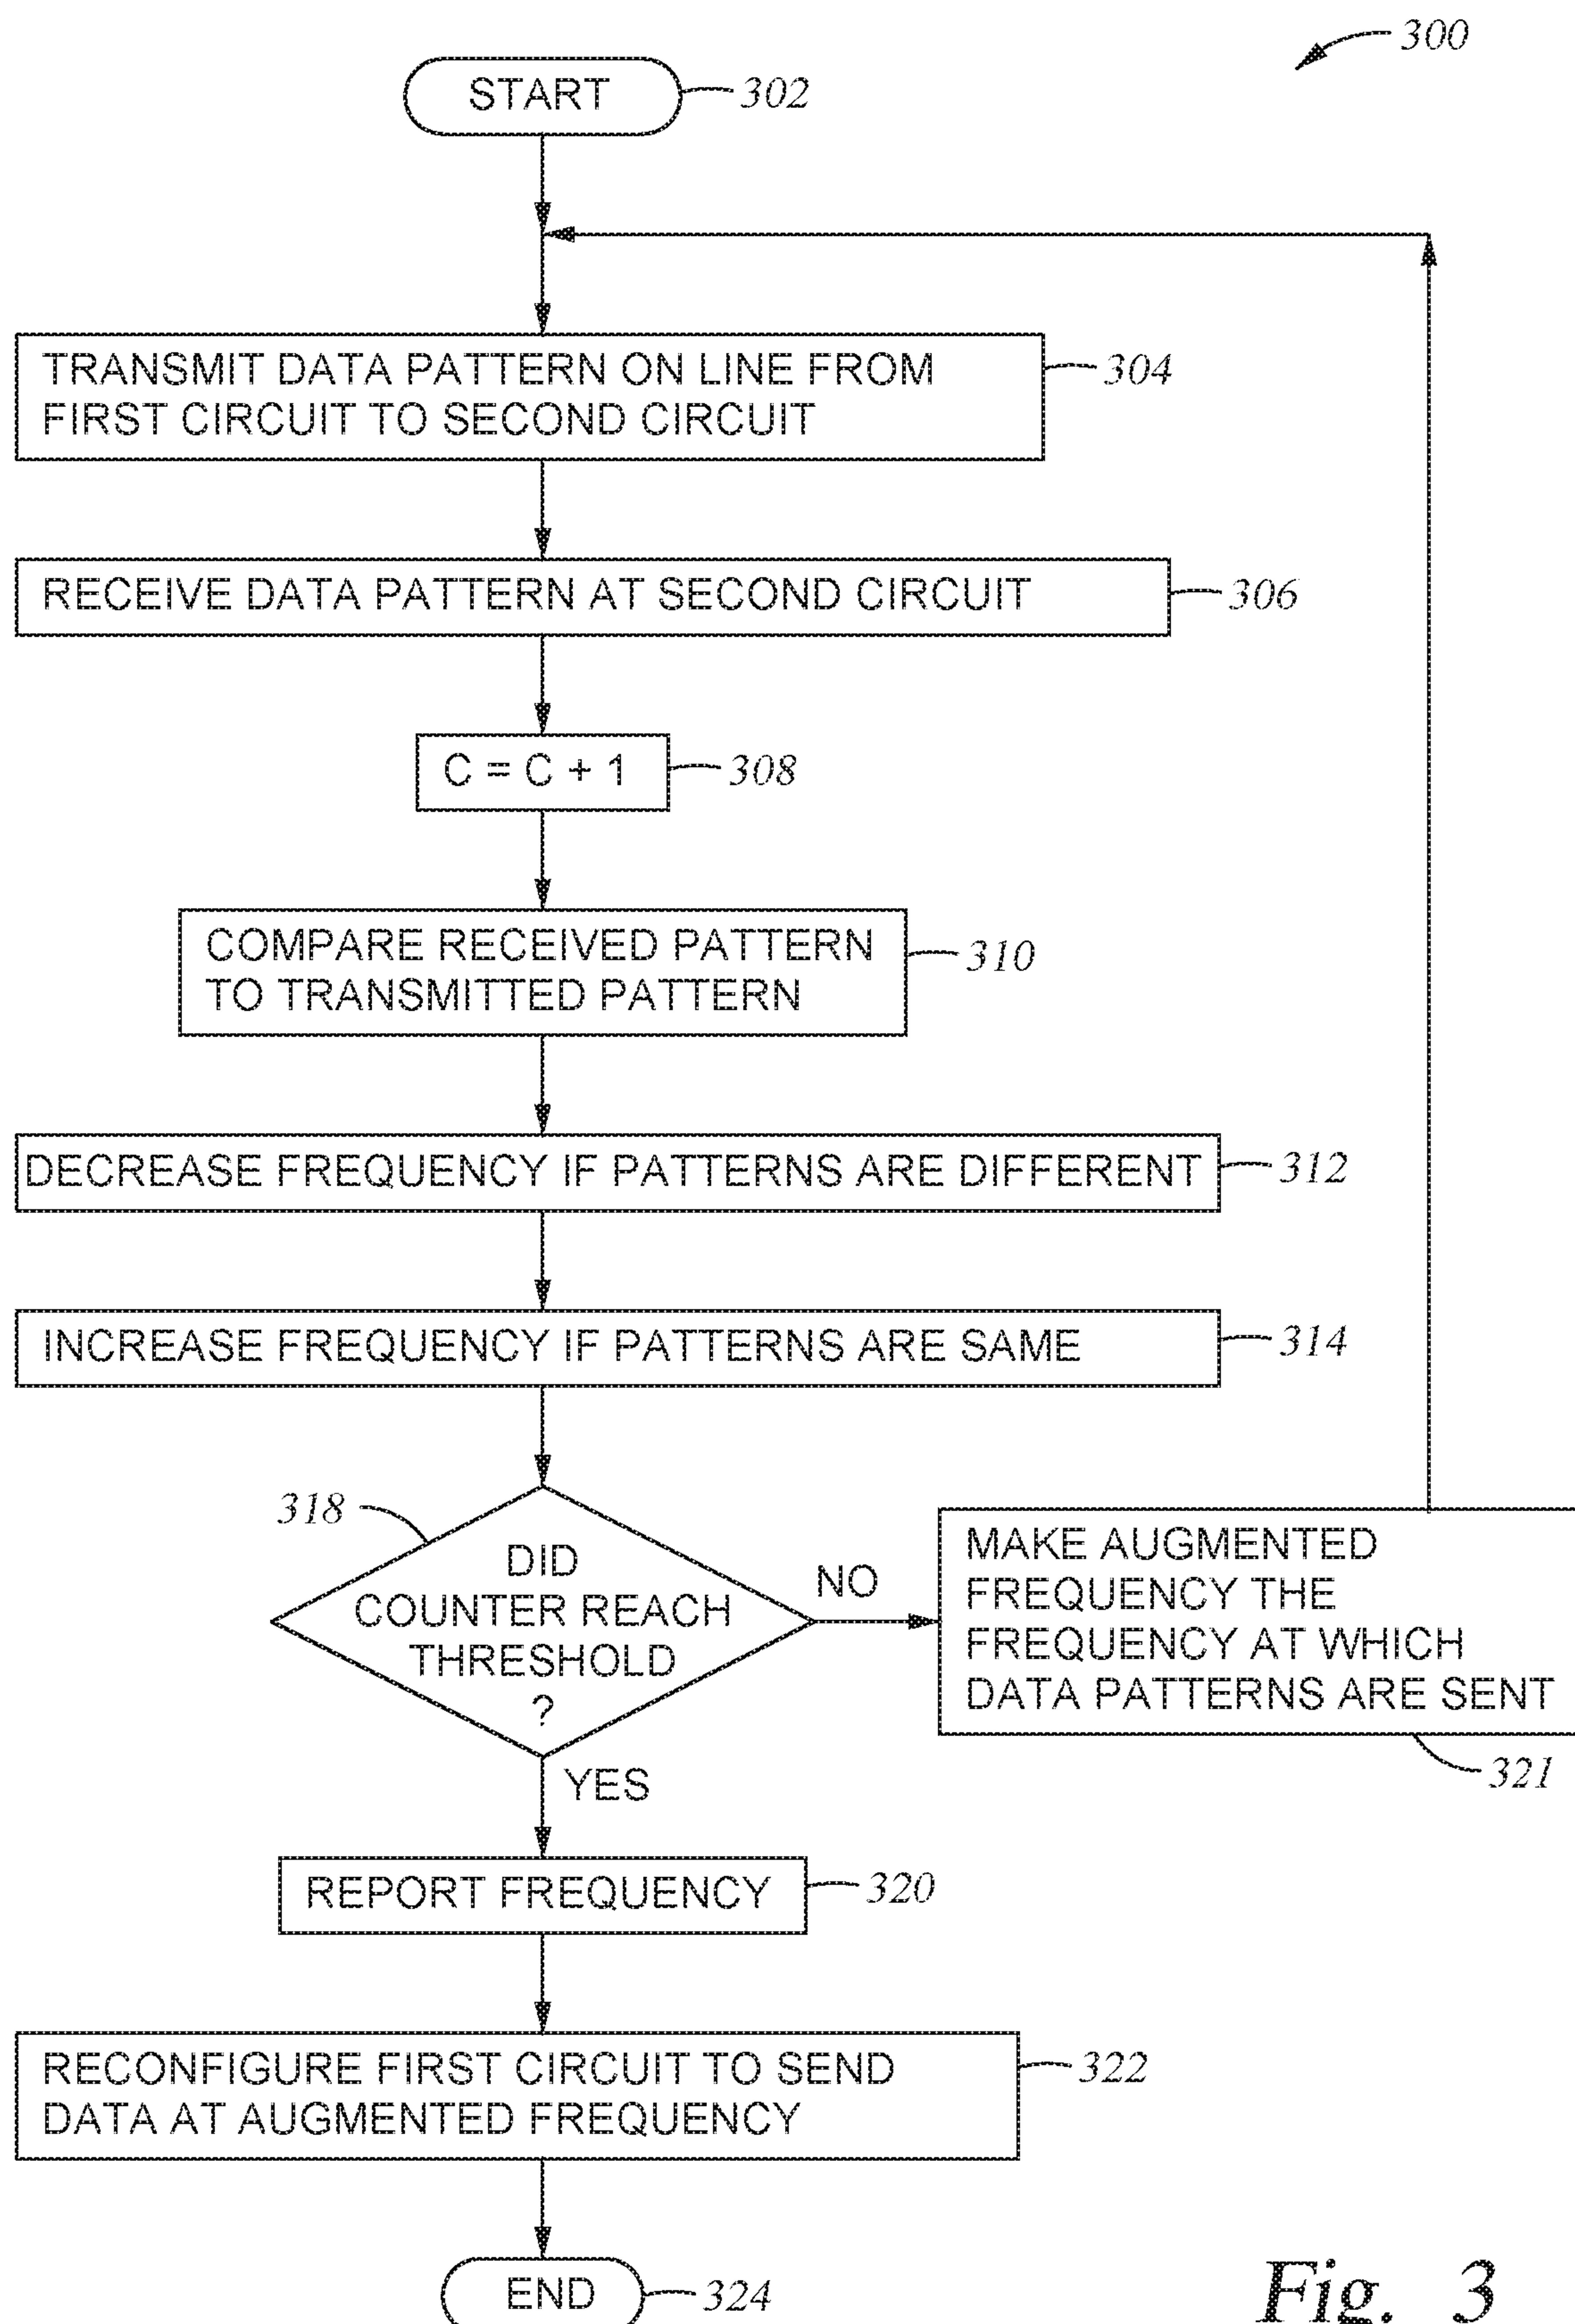 300
START
302
TRANSMIT DATA PATTERN ON LINE FROM
FIRST CIRCUIT TO SECOND CIRCUIT
304
RECEIVE DATA PATTERN AT SECOND CIRCUIT
306
C = C + 1
308
COMPARE RECEIVED PATTERN
TO TRANSMITTED PATTERN
310
DECREASE FREQUENCY IF PATTERNS ARE DIFFERENT
312
INCREASE FREQUENCY IF PATTERNS ARE SAME
314
318
DID
COUNTER REACH
THRESHOLD
?
NO
MAKE AUGMENTED
FREQUENCY THE
FREQUENCY AT WHICH
DATA PATTERNS ARE SENT
321
YES
REPORT FREQUENCY
320
RECONFIGURE FIRST CIRCUIT TO SEND
DATA AT AUGMENTED FREQUENCY
322
END
324
Fig. 3